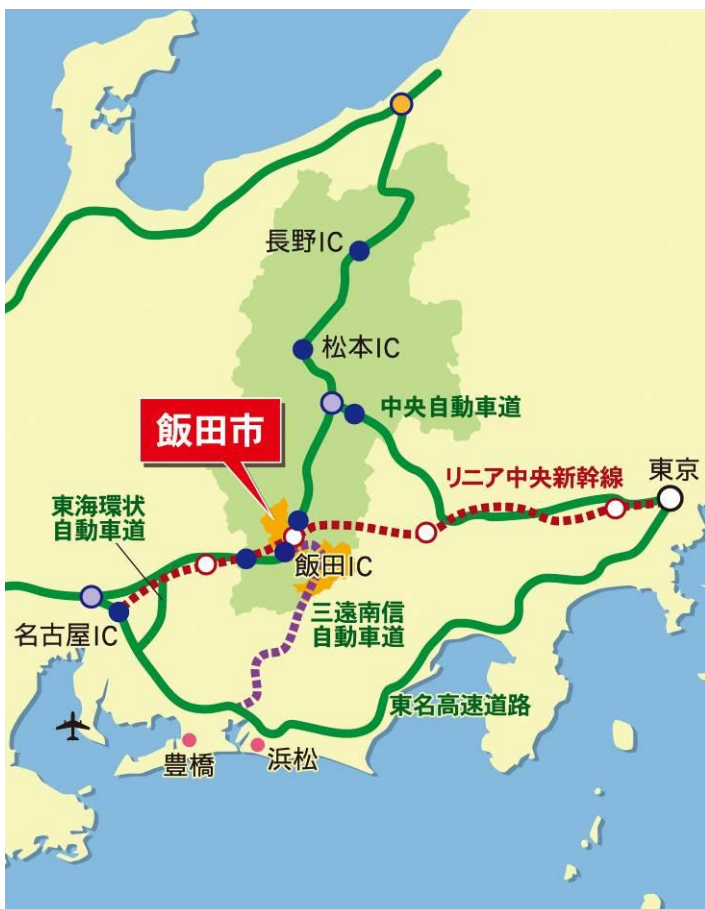 長野IC
松本IC
中央自動車道
飯田市
リニア中央新幹線
東京
東海環状
自動車道
飯田IC
三遠南信
自動車道
名古屋IC
東名高速道路
豊橋
浜松